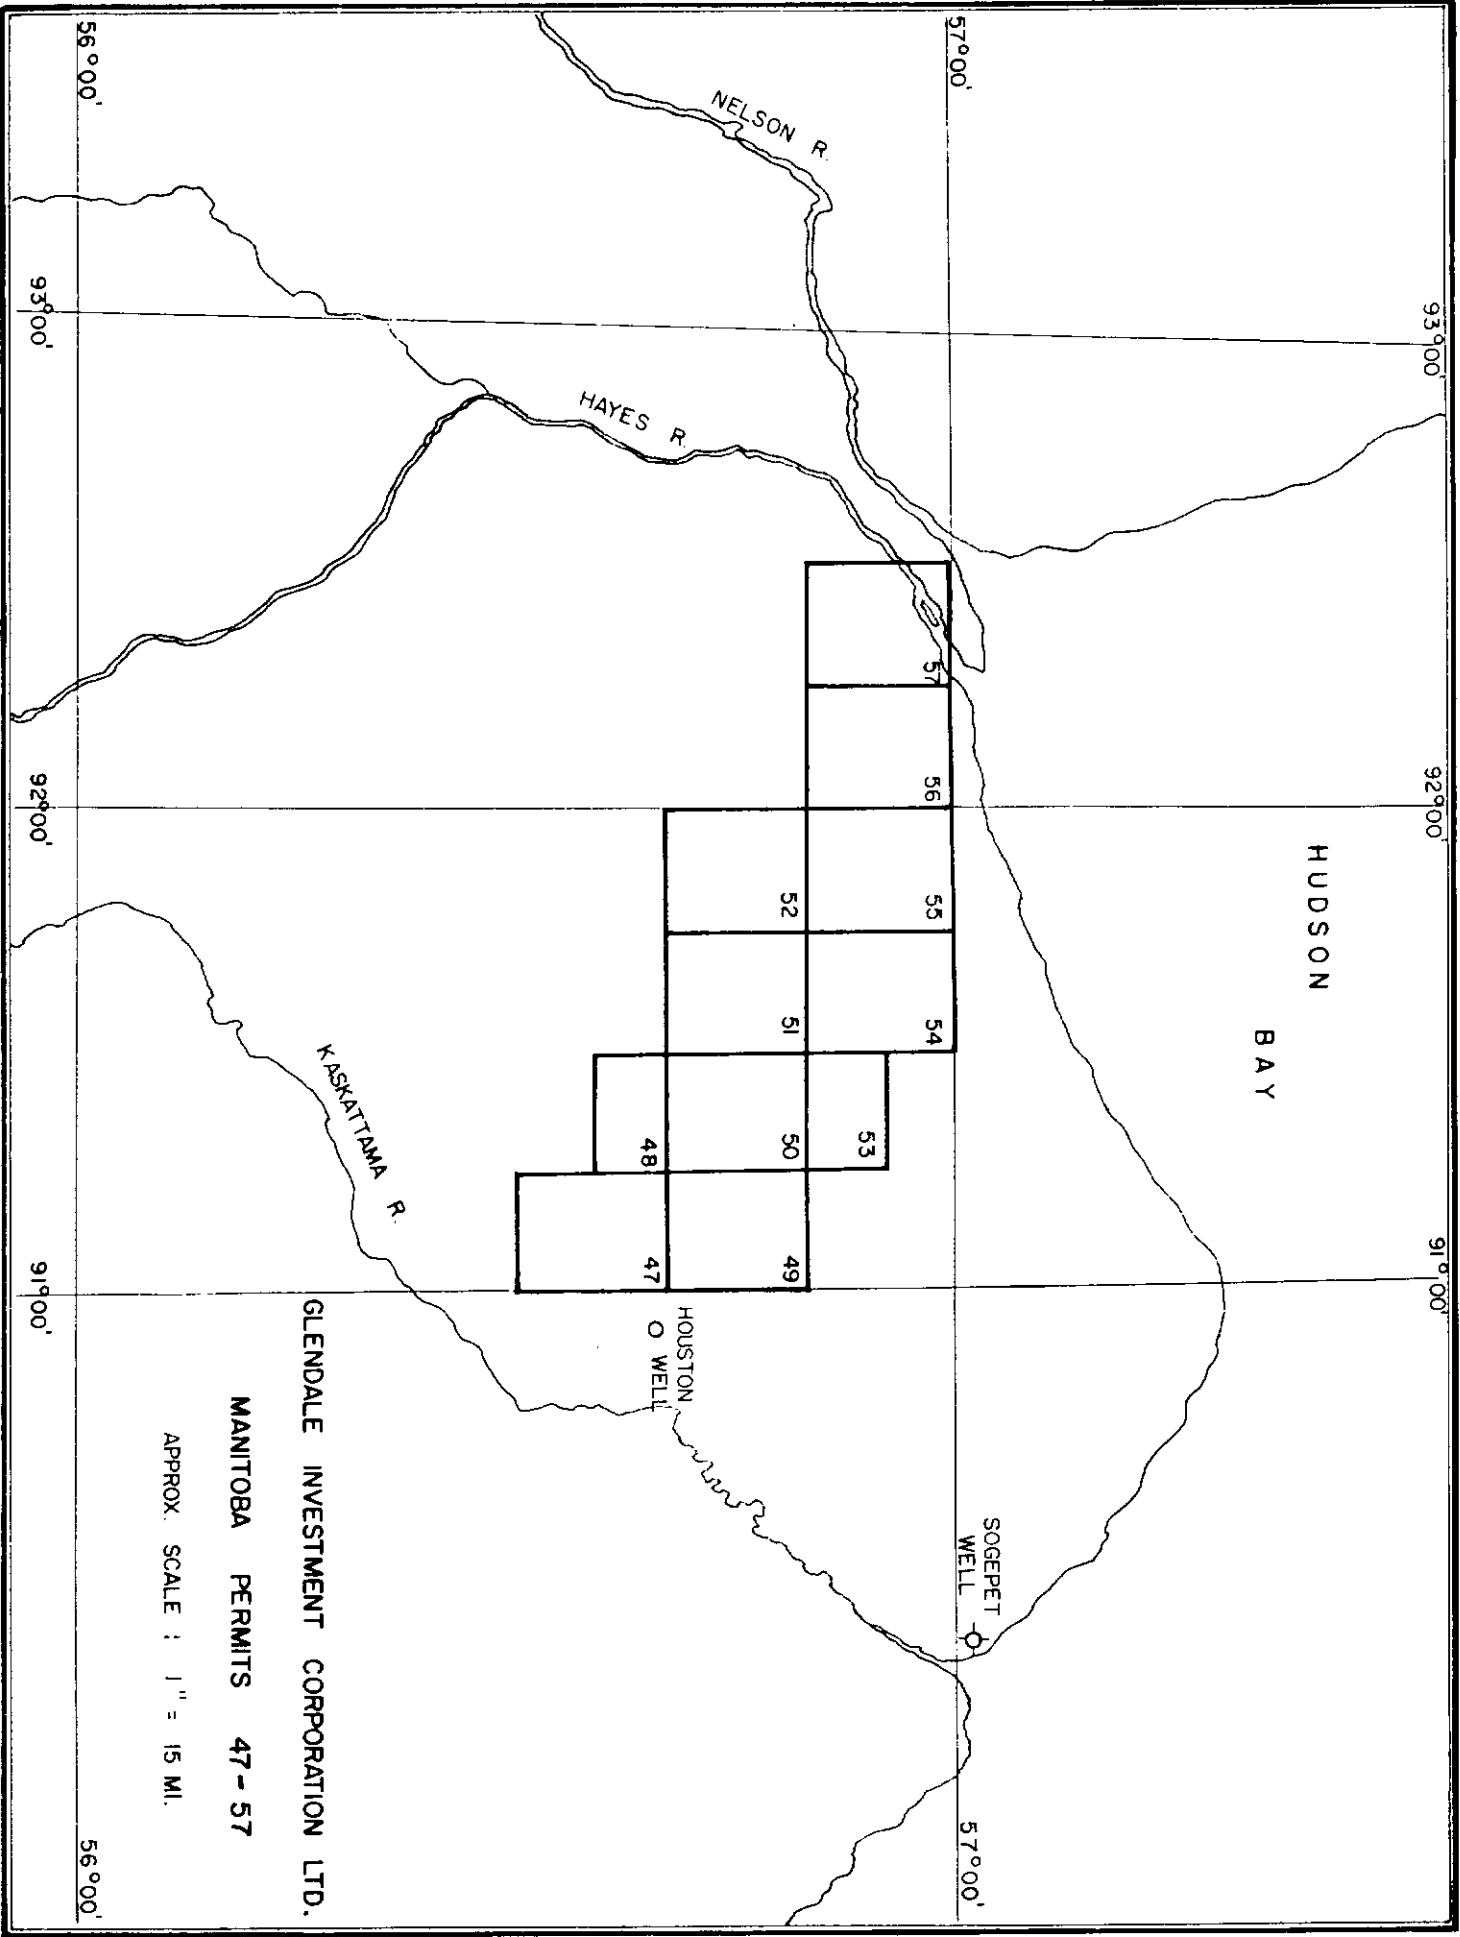 93°00'
92°00'
91°00'
HUDSON
BAY
57°00'
57°00'
SOGEPET
WELL
NELSON R.
57
56
55
54
53
52
51
50
49
HAYES R.
48
47
HOUSTON
WELL
KASKATTAMA R.
GLENDALE INVESTMENT CORPORATION LTD.
MANITOBA PERMITS 47-57
APPROX. SCALE : 1" = 15 MI.
56°00'
56°00'
93°00'
92°00'
91°00'